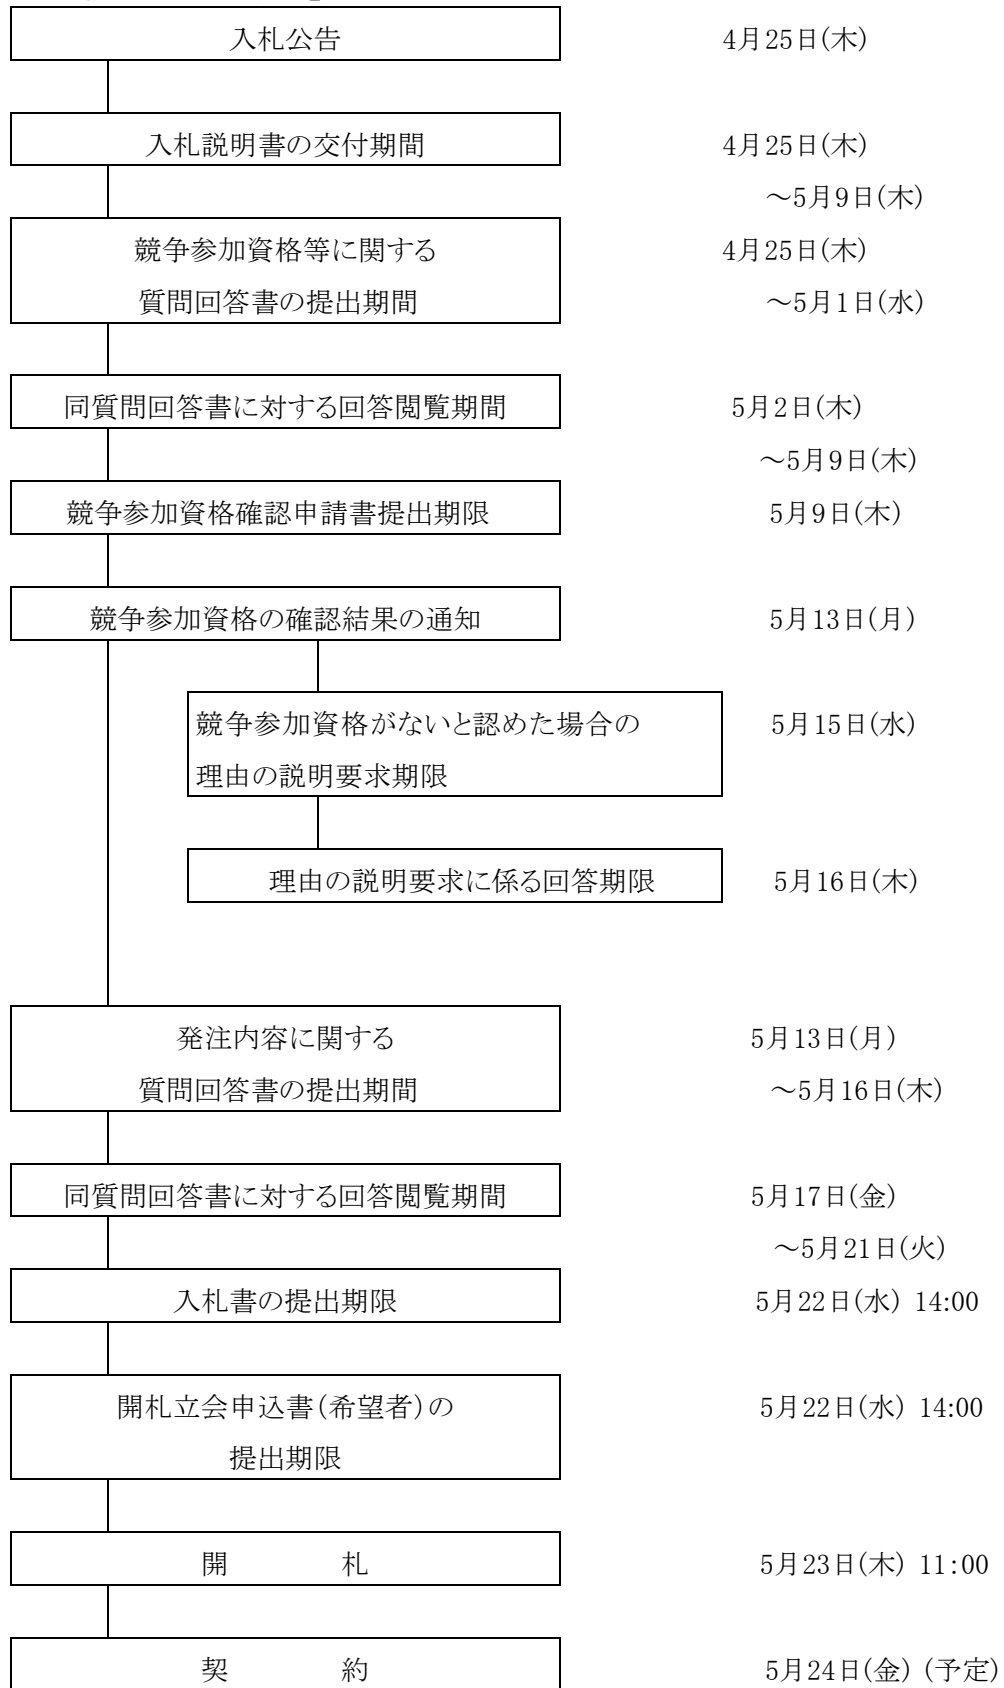 入札公告 4月25日(木)
入札説明書の交付期間 4月25日(木)
～5月9日(木)
競争参加資格等に関する 4月25日(木)
質問回答書の提出期間 ～5月1日(水)
同質問回答書に対する回答閲覧期間 5月2日(木)
～5月9日(木)
競争参加資格確認申請書提出期限 5月9日(木)
競争参加資格の確認結果の通知 5月13日(月)
競争参加資格がないと認めた場合の 5月15日(水)
理由の説明要求期限
理由の説明要求に係る回答期限 5月16日(木)
発注内容に関する 5月13日(月)
質問回答書の提出期間 ～5月16日(木)
同質問回答書に対する回答閲覧期間 5月17日(金)
～5月21日(火)
入札書の提出期限 5月22日(水) 14:00
開札立会申込書(希望者)の 5月22日(水) 14:00
提出期限
開　　　　札 5月23日(木) 11:00
契　　　　約 5月24日(金) (予定)